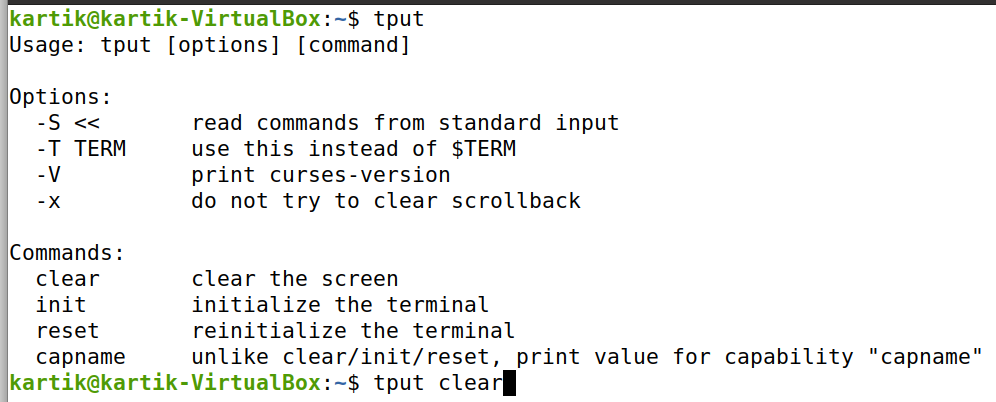 kartik@kartik-VirtualBox:~$ tput
Usage: tput [options] [command]

Options:
  -S <<       read commands from standard input
  -T TERM     use this instead of $TERM
  -V          print curses-version
  -x          do not try to clear scrollback

Commands:
  clear       clear the screen
  init        initialize the terminal
  reset       reinitialize the terminal
  capname     unlike clear/init/reset, print value for capability "capname"
kartik@kartik-VirtualBox:~$ tput clear